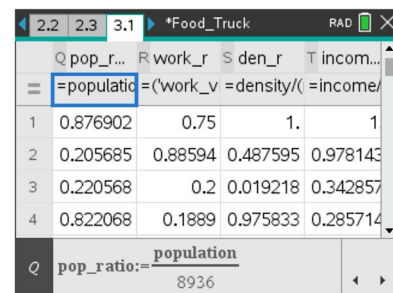 2.2 2.3 3.1 *Food_Truck RAD
Q pop_r... R work_r S den_r T incom...
= =populatio =('work_v =density/( =income/
1 0.876902 0.75 1. 1
2 0.205685 0.88594 0.487595 0.978143
3 0.220568 0.2 0.019218 0.342857
4 0.822068 0.1889 0.975833 0.285714
Q pop_ratio:= population
8936